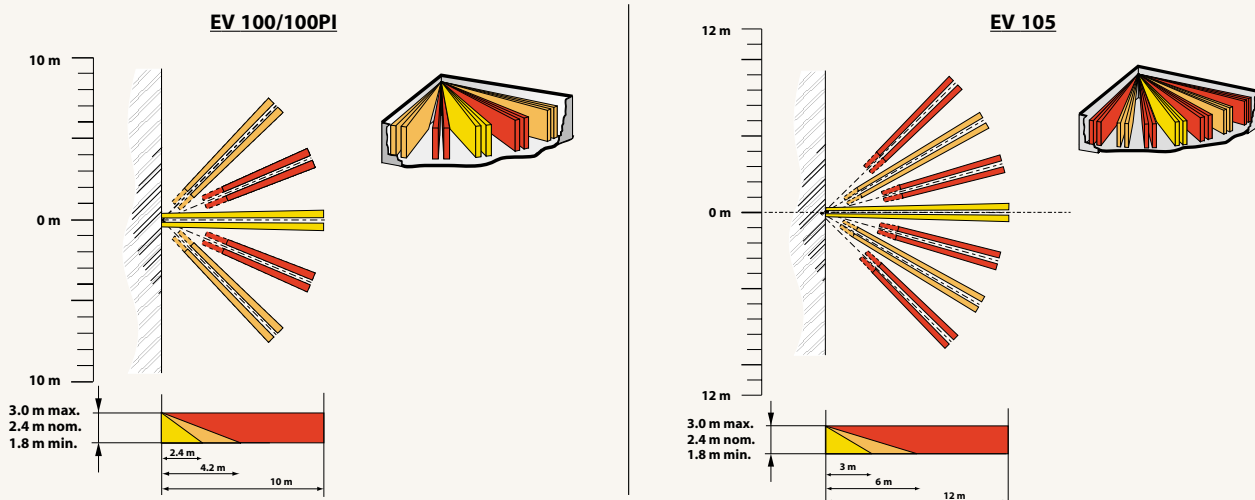 EV 100/100PI
10 m
0 m
10 m
3.0 m max.
2.4 m nom.
1.8 m min.
2.4 m
4.2 m
10 m
EV 105
12 m
0 m
12 m
3.0 m max.
2.4 m nom.
1.8 m min.
3 m
6 m
12 m